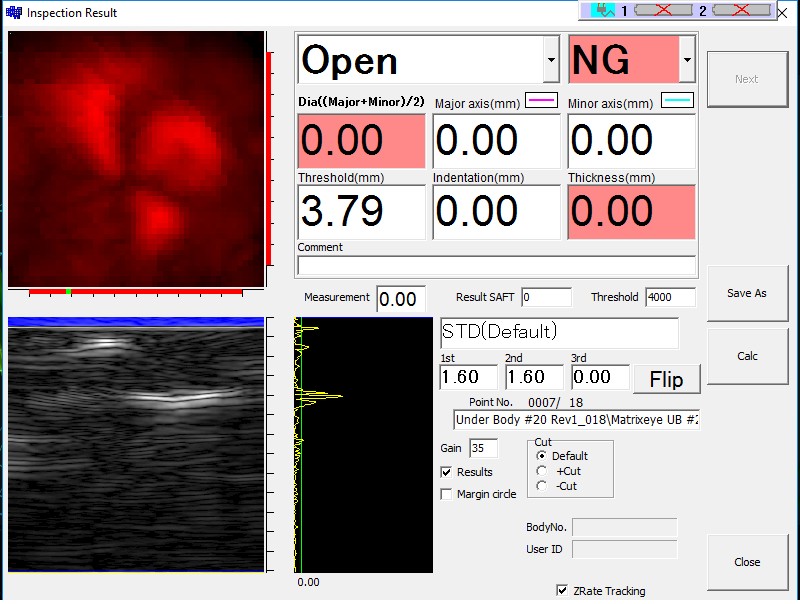 Inspection Result
1 2
Open
NG
Next
Dia((Major+Minor)/2)
Major axis(mm)
Minor axis(mm)
0.00
0.00
0.00
Threshold(mm)
Indentation(mm)
Thickness(mm)
3.79
0.00
0.00
Comment
Measurement 0.00
Result SAFT 0
Threshold 4000
Save As
STD(Default)
1st 2nd 3rd
1.60 1.60 0.00
Flip
Calc
Point No. 0007/ 18
Under Body #20 Rev1_018\Matrixeye UB #2
Gain 35
Cut
Default
+Cut
-Cut
Results
Margin circle
BodyNo.
User ID
Close
0.00
ZRate Tracking